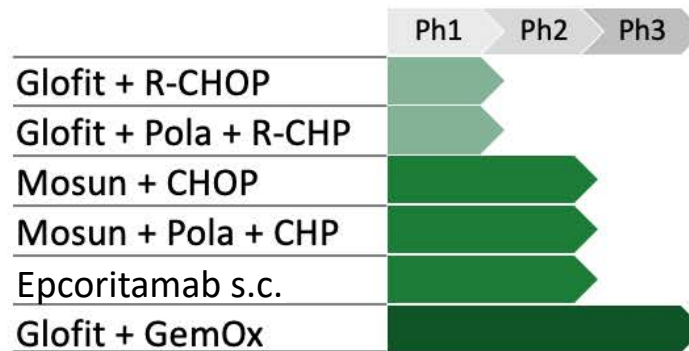 Ph1 Ph2 Ph3
Glofit + R-CHOP
Glofit + Pola + R-CHP
Mosun + CHOP
Mosun + Pola + CHP
Epcoritamab s.c.
Glofit + GemOx